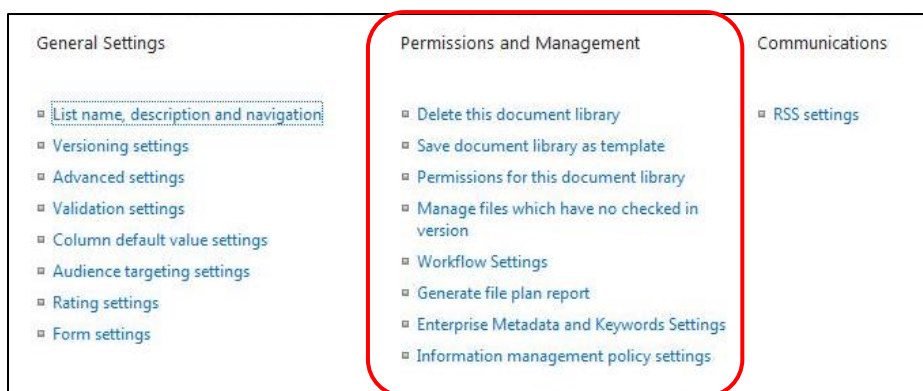 General Settings
List name, description and navigation
Versioning settings
Advanced settings
Validation settings
Column default value settings
Audience targeting settings
Rating settings
Form settings
Permissions and Management
Delete this document library
Save document library as template
Permissions for this document library
Manage files which have no checked in
version
Workflow Settings
Generate file plan report
Enterprise Metadata and Keywords Settings
Information management policy settings
Communications
RSS settings